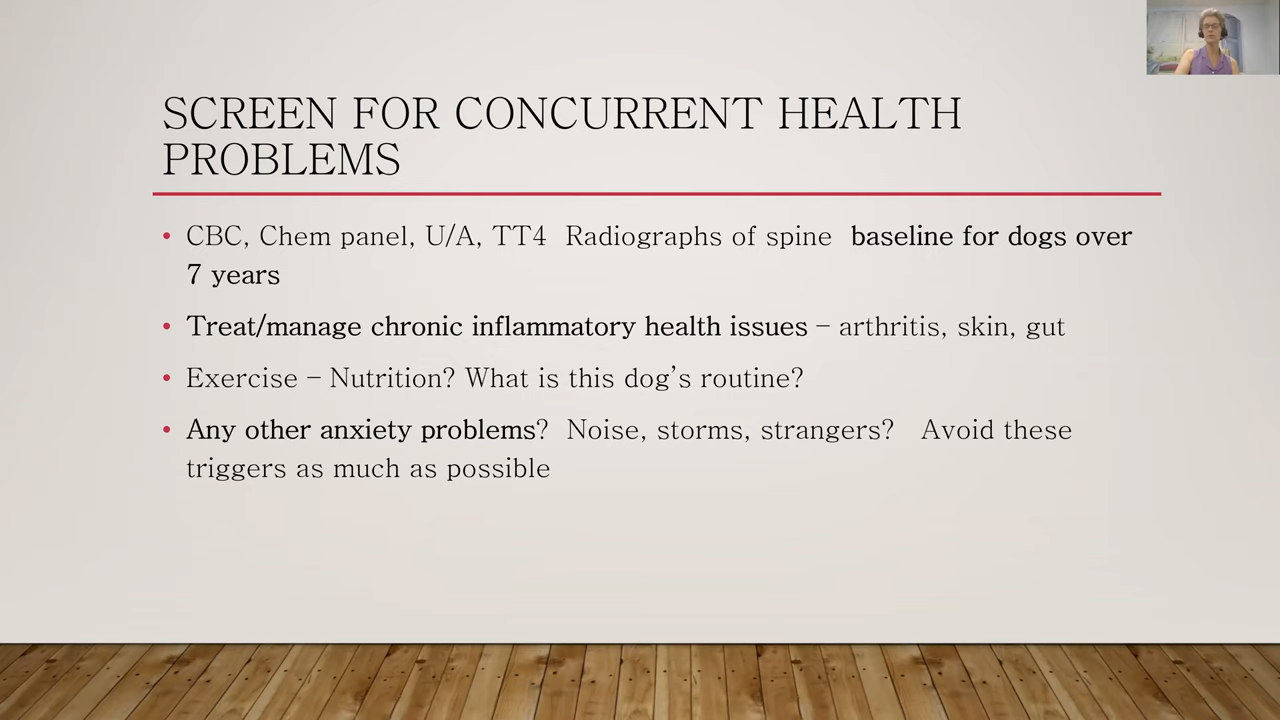 SCREEN FOR CONCURRENT HEALTH
PROBLEMS
• CBC, Chem panel, U/A, TT4  Radiographs of spine  baseline for dogs over
7 years
• Treat/manage chronic inflammatory health issues – arthritis, skin, gut
• Exercise – Nutrition? What is this dog’s routine?
• Any other anxiety problems?  Noise, storms, strangers?   Avoid these
triggers as much as possible